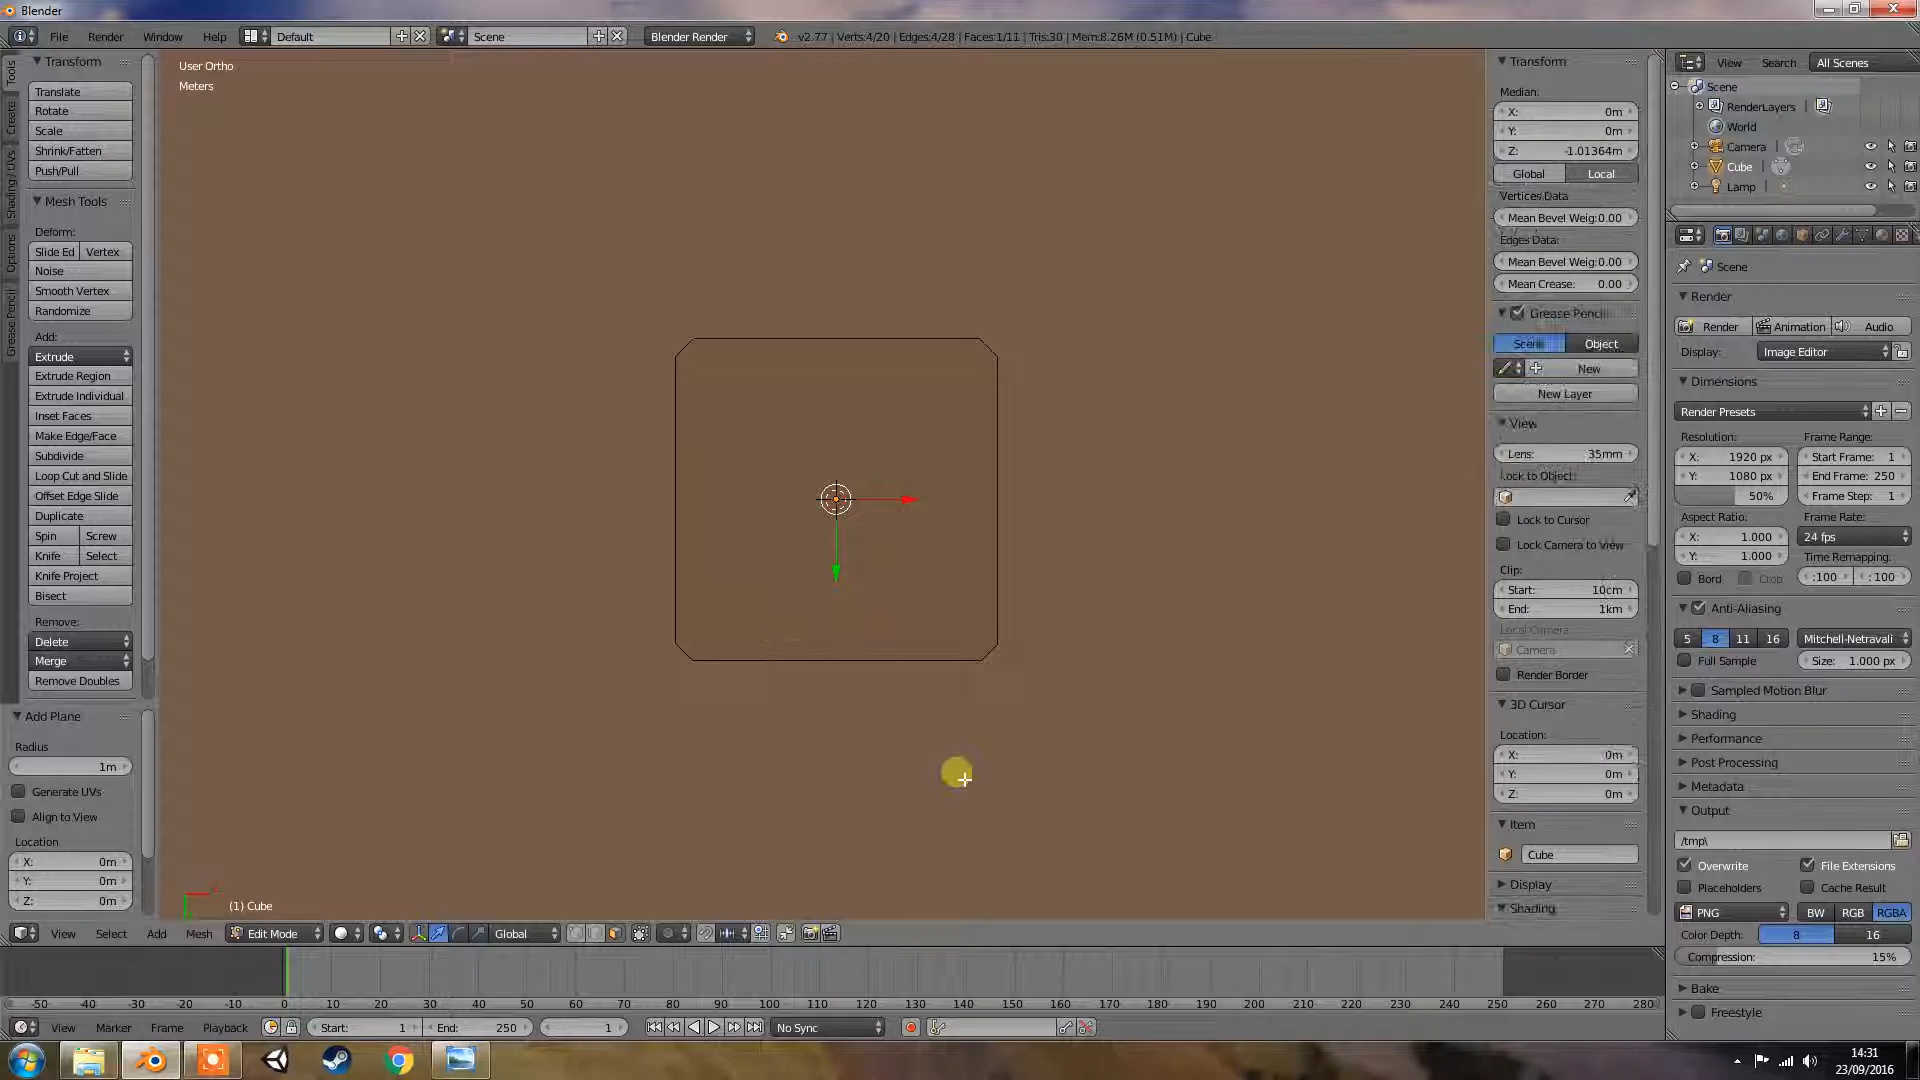 Blender
File Render Window Help Default Scene Blender Render v2.77 | Verts:4/20 | Edges:4/28 | Faces:1/11 | Tris:30 | Mem:8.26M (0.51M) | Cube
Tools
Create
Shading / UVs
Options
Grease Pencil
Transform
Translate
Rotate
Scale
Shrink/Fatten
Push/Pull
Mesh Tools
Deform:
Slide Ed Vertex
Noise
Smooth Vertex
Randomize
Add:
Extrude
Extrude Region
Extrude Individual
Inset Faces
Make Edge/Face
Subdivide
Loop Cut and Slide
Offset Edge Slide
Duplicate
Spin Screw
Knife Select
Knife Project
Bisect
Remove:
Delete
Merge
Remove Doubles
Add Plane
Radius
1m
Generate UVs
Align to View
Location
X: 0m
Y: 0m
Z: 0m
User Ortho
Meters
(1) Cube
Transform
Median:
X: 0m
Y: 0m
Z: -1.01364m
Global Local
Vertices Data
Mean Bevel Weig:0.00
Edges Data:
Mean Bevel Weig:0.00
Mean Crease: 0.00
Grease Pencil
Scene Object
New
New Layer
View
Lens: 35mm
Lock to Object:
Lock to Cursor
Lock Camera to View
Clip:
Start: 10cm
End: 1km
Local Camera
Camera
Render Border
3D Cursor
Location:
X: 0m
Y: 0m
Z: 0m
Item
Cube
Display
Shading
View Search All Scenes
Scene
RenderLayers
World
Camera
Cube
Lamp
Scene
Render
Render Animation Audio
Display: Image Editor
Dimensions
Render Presets
Resolution: Frame Range:
X: 1920 px Start Frame: 1
Y: 1080 px End Frame: 250
50% Frame Step: 1
Aspect Ratio: Frame Rate:
X: 1.000 24 fps
Y: 1.000 Time Remapping:
Bord Crop :100 :100
Anti-Aliasing
5 8 11 16 Mitchell-Netravali
Full Sample Size: 1.000 px
Sampled Motion Blur
Shading
Performance
Post Processing
Metadata
Output
/tmp\
Overwrite File Extensions
Placeholders Cache Result
PNG BW RGB RGBA
Color Depth: 8 16
Compression: 15%
Bake
Freestyle
View Select Add Mesh Edit Mode Global
-50 -40 -30 -20 -10 0 10 20 30 40 50 60 70 80 90 100 110 120 130 140 150 160 170 180 190 200 210 220 230 240 250 260 270 280
View Marker Frame Playback Start: 1 End: 250 1 No Sync
14:31
23/09/2016